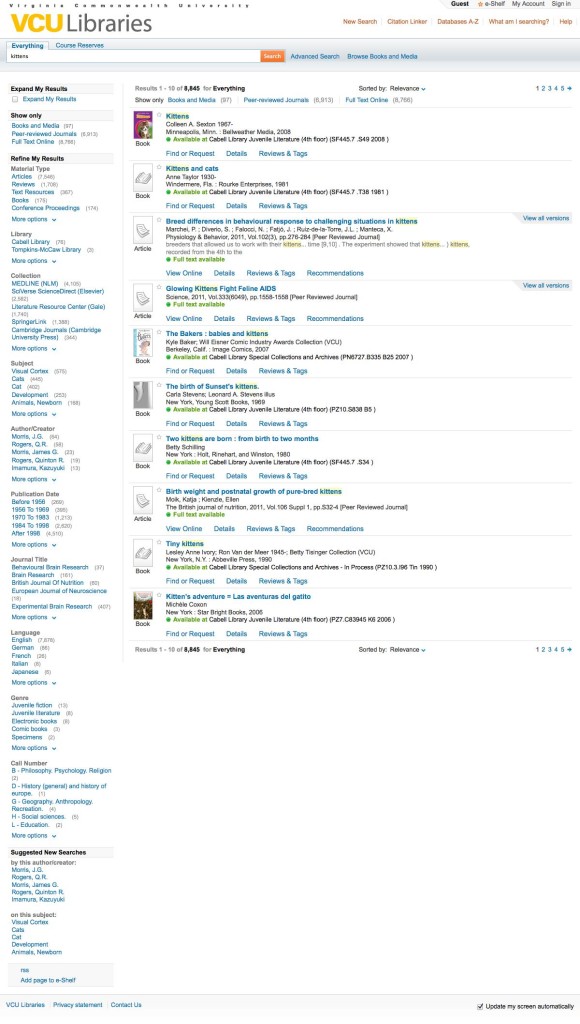 Virginia Commonwealth University
VCU Libraries
Guest e-Shelf My Account Sign in
New Search Citation Linker Databases A-Z What am I searching? Help
Everything Course Reserves
kittens
Search Advanced Search Browse Books and Media
Expand My Results
Expand My Results
Show only
Books and Media (97)
Peer-reviewed Journals (8,913)
Full Text Online (8,766)
Refine My Results
Material Type
Articles (7,546)
Reviews (1,708)
Text Resources (367)
Books (175)
Conference Proceedings (174)
More options
Library
Cabell Library (76)
Tompkins-McCaw Library (3)
More options
Collection
MEDLINE (NLM) (4,105)
SciVerse ScienceDirect (Elsevier)
(2,982)
Literature Resource Center (Gale)
(1,740)
SpringerLink (1,388)
Cambridge Journals (Cambridge
University Press) (344)
More options
Subject
Visual Cortex (575)
Cats (445)
Cat (402)
Development (253)
Animals, Newborn (198)
More options
Author/Creator
Morris, J.G. (94)
Rogers, Q.R. (58)
Morris, James G. (23)
Rogers, Quinton R. (19)
Imamura, Kazuyuki (13)
More options
Publication Date
Before 1956 (269)
1956 To 1969 (395)
1970 To 1983 (1,213)
1984 To 1998 (2,620)
After 1998 (4,310)
More options
Journal Title
Behavioural Brain Research (37)
Brain Research (161)
British Journal Of Nutrition (60)
European Journal of Neuroscience
(19)
Experimental Brain Research (407)
More options
Language
English (7,676)
German (66)
French (26)
Italian (8)
Japanese (6)
More options
Genre
Juvenile fiction (13)
Juvenile literature (8)
Electronic books (8)
Comic books (3)
Specimens (2)
More options
Call Number
B - Philosophy. Psychology. Religion
(2)
D - History (general) and history of
europe. (1)
G - Geography. Anthropology.
Recreation. (4)
H - Social sciences. (5)
L - Education. (2)
More options
Suggested New Searches
by this author/creator:
Morris, J.G.
Rogers, Q.R.
Morris, James G.
Rogers, Quinton R.
Imamura, Kazuyuki
on this subject:
Visual Cortex
Cats
Cat
Development
Animals, Newborn
rss
Add page to e-Shelf
Results 1 - 10 of 8,845 for Everything Sorted by: Relevance 1 2 3 4 5
Show only Books and Media (97) Peer-reviewed Journals (8,913) Full Text Online (8,766)
Kittens
Colleen A. Sexton 1967-
Minneapolis, Minn. : Bellweather Media, 2008
Available at Cabell Library Juvenile Literature (4th floor) (SF445.7 .S49 2008 )
Book
Find or Request Details Reviews & Tags
Kittens and cats
Anne Taylor 1930-
Windermere, Fla. : Rourke Enterprises, 1981
Available at Cabell Library Juvenile Literature (4th floor) (SF445.7 .T38 1981 )
Book
Find or Request Details Reviews & Tags
Breed differences in behavioural response to challenging situations in kittens
View all versions
Marchei, P. ; Diverio, S. ; Falocci, N. ; Fatjó, J. ; Ruiz-de-la-Torre, J.L. ; Manteca, X.
Physiology & Behavior, 2011, Vol.102(3), pp.276-284 [Peer Reviewed Journal]
breeders that allowed us to work with their kittens... time [9,10] . The experiment showed that kittens... ) kittens,
recorded from the 4th to the
Full text available
Article
View Online Details Reviews & Tags Recommendations
Glowing Kittens Fight Feline AIDS
View all versions
Science, 2011, Vol.333(6049), pp.1558-1558 [Peer Reviewed Journal]
Full text available
Article
View Online Details Reviews & Tags Recommendations
The Bakers : babies and kittens
Kyle Baker; Will Eisner Comic Industry Awards Collection (VCU)
Berkeley, Calif. : Image Comics, 2007
Available at Cabell Library Special Collections and Archives (PN6727.B335 B25 2007 )
Book
Find or Request Details Reviews & Tags
The birth of Sunset's kittens.
Carla Stevens; Leonard A. Stevens illus
New York, Young Scott Books, 1969
Available at Cabell Library Juvenile Literature (4th floor) (PZ10.S838 B5 )
Book
Find or Request Details Reviews & Tags
Two kittens are born : from birth to two months
Betty Schilling
New York : Holt, Rinehart, and Winston, 1980
Available at Cabell Library Juvenile Literature (4th floor) (SF445.7 .S34 )
Book
Find or Request Details Reviews & Tags
Birth weight and postnatal growth of pure-bred kittens
Moik, Katja ; Kienzle, Ellen
The British journal of nutrition, 2011, Vol.106 Suppl 1, pp.S32-4 [Peer Reviewed Journal]
Full text available
Article
View Online Details Reviews & Tags Recommendations
Tiny kittens
Lesley Anne Ivory; Ron Van der Meer 1945-; Betty Tisinger Collection (VCU)
New York, N.Y. : Abbeville Press, 1990
Available at Cabell Library Special Collections and Archives - In Process (PZ10.3.I96 Tin 1990 )
Book
Find or Request Details Reviews & Tags
Kitten's adventure = Las aventuras del gatito
Michèle Coxon
New York : Star Bright Books, 2006
Available at Cabell Library Juvenile Literature (4th floor) (PZ7.C83945 K6 2006 )
Book
Find or Request Details Reviews & Tags
Results 1 - 10 of 8,845 for Everything Sorted by: Relevance 1 2 3 4 5
VCU Libraries Privacy statement Contact Us
Update my screen automatically